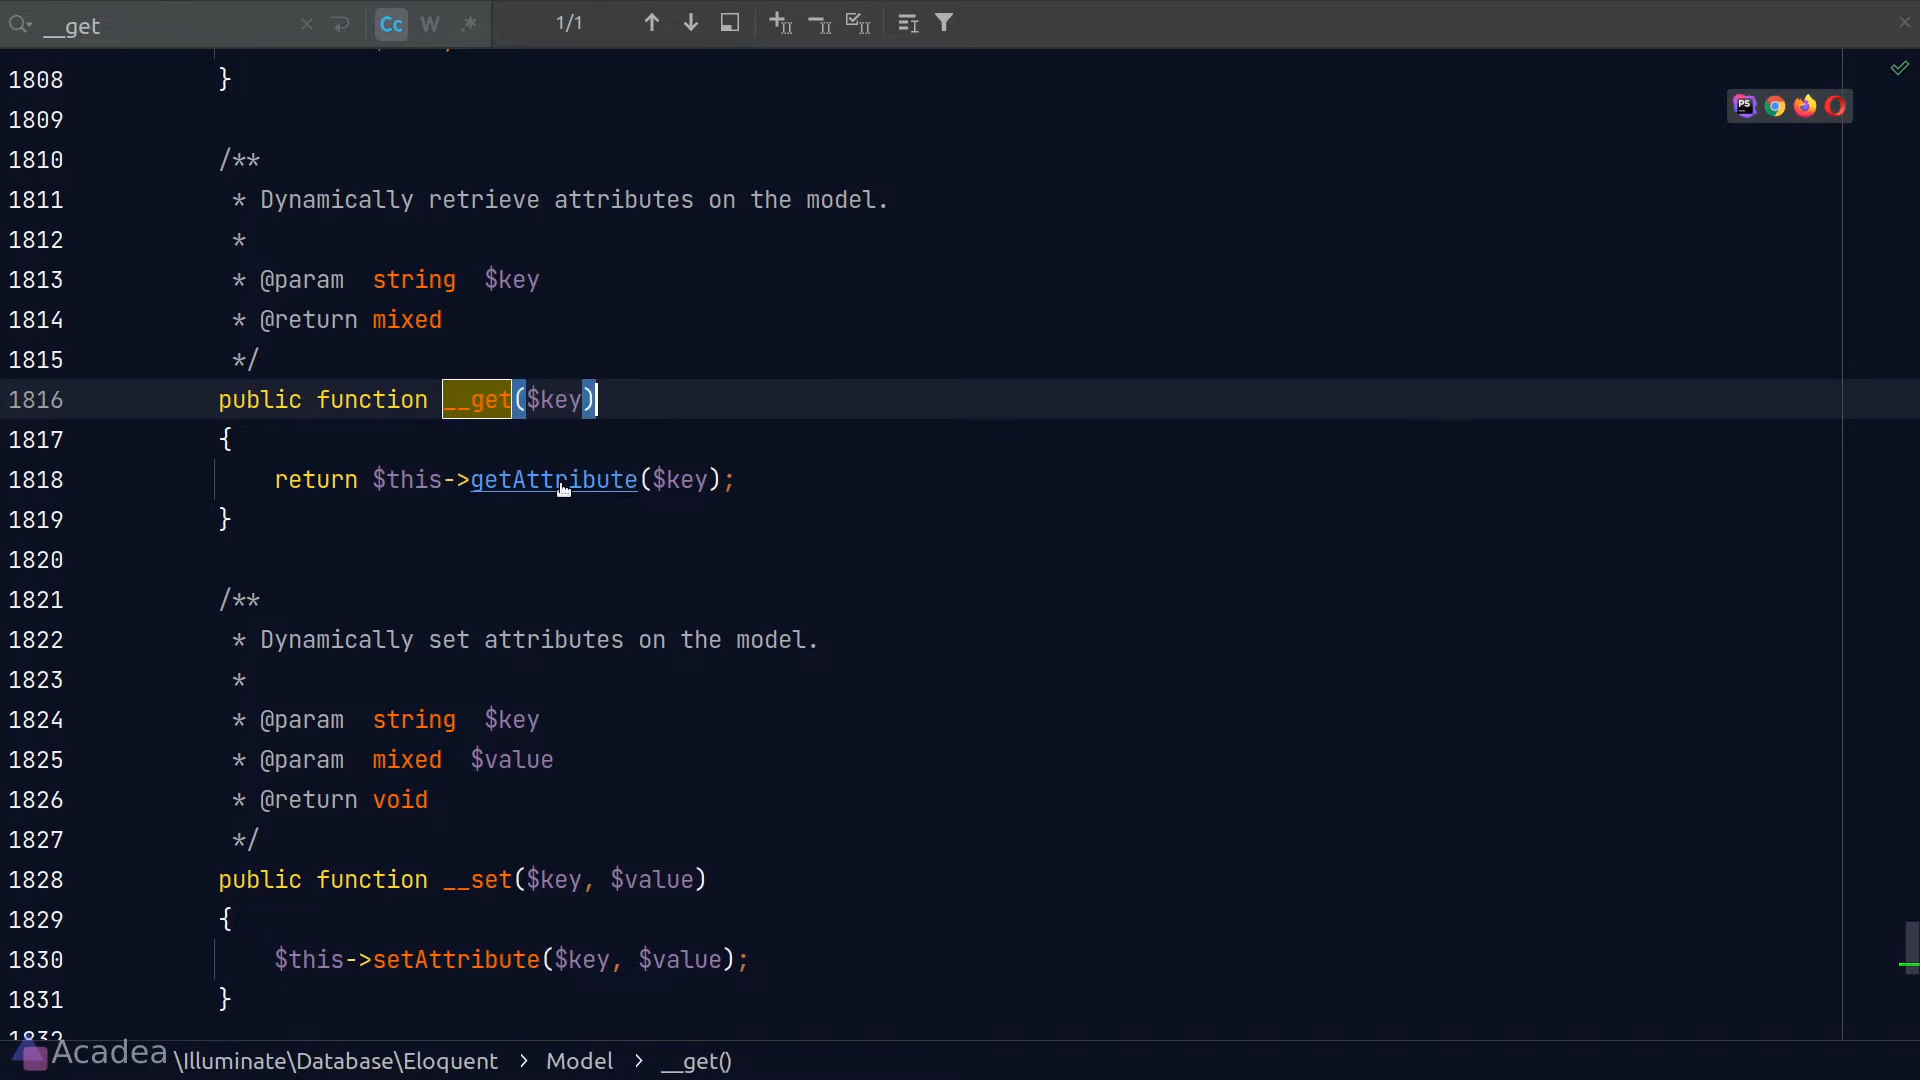 __get
Cc W .* 1/1
1808 }
1809
1810 /**
1811 * Dynamically retrieve attributes on the model.
1812 *
1813 * @param string $key
1814 * @return mixed
1815 */
1816 public function __get($key)
1817 {
1818 return $this->getAttribute($key);
1819 }
1820
1821 /**
1822 * Dynamically set attributes on the model.
1823 *
1824 * @param string $key
1825 * @param mixed $value
1826 * @return void
1827 */
1828 public function __set($key, $value)
1829 {
1830 $this->setAttribute($key, $value);
1831 }
1832
Acadea \Illuminate\Database\Eloquent > Model > __get()
PS